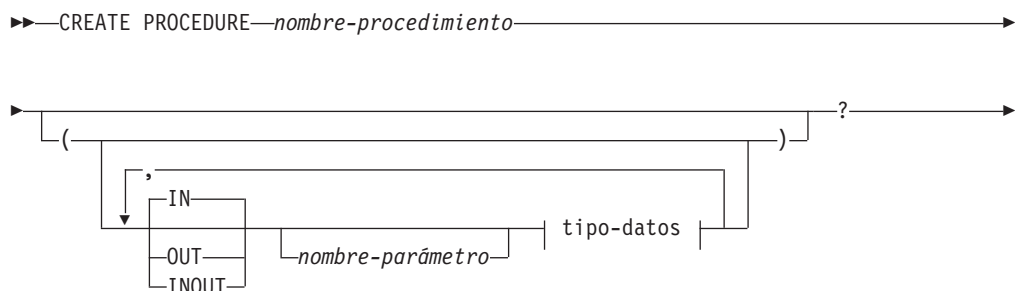 CREATE PROCEDURE nombre-procedimiento
?
( )
,
IN
tipo-datos
OUT nombre-parámetro
INOUT